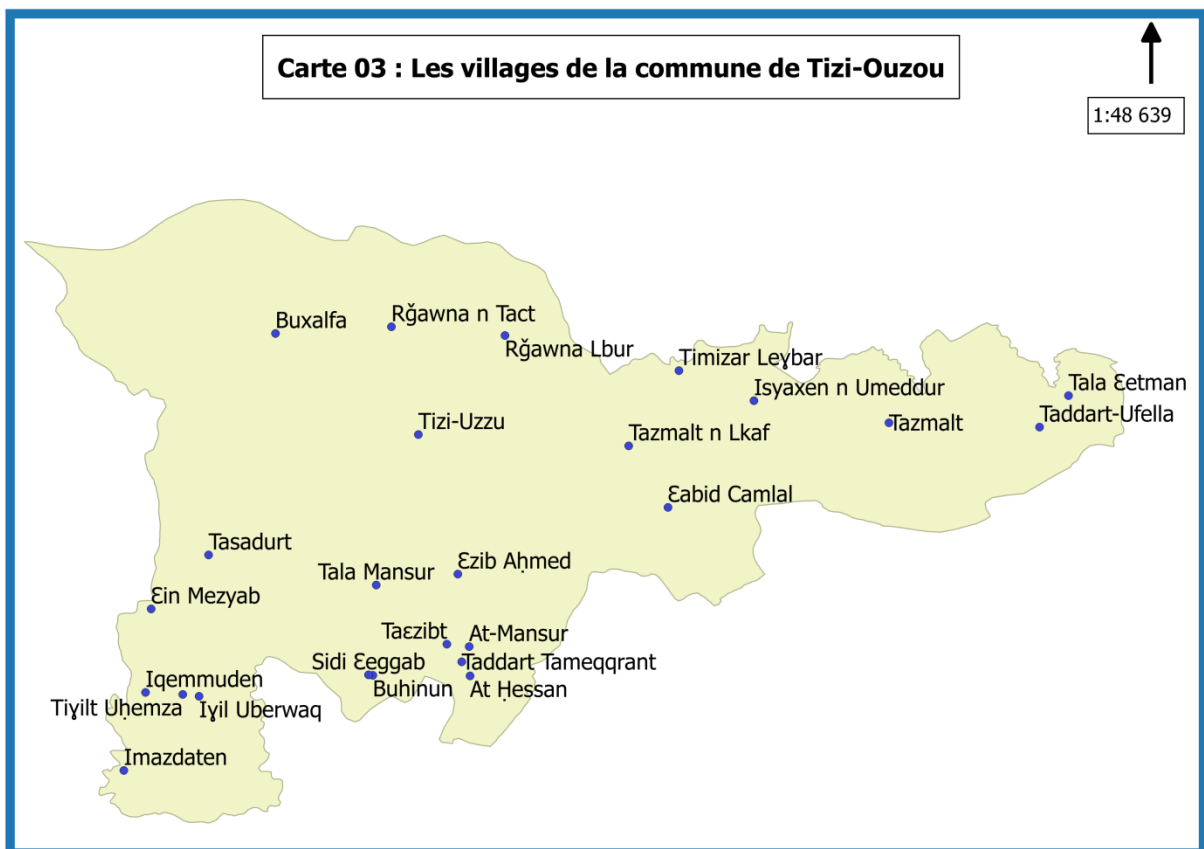 Carte 03 : Les villages de la commune de Tizi-Ouzou
1:48 639
Buxalfa
Rǧawna n Tact
Rǧawna Lbur
Timizar Leɣbar
Isyaxen n Umeddur
Tala Ɛetman
Taddart-Ufella
Tazmalt
Tizi-Uzzu
Tazmalt n Lkaf
Ɛabid Camlal
Tasadurt
Tala Mansur
Ɛzib Aḥmed
Ɛin Mezyab
Taɛzibt
At-Mansur
Sidi Ɛeggab
Taddart Tameqqrant
Buhinun
At Ḥessan
Iqemmuden
Tiɣilt Uḥemza
Iɣil Uberwaq
Imazdaten